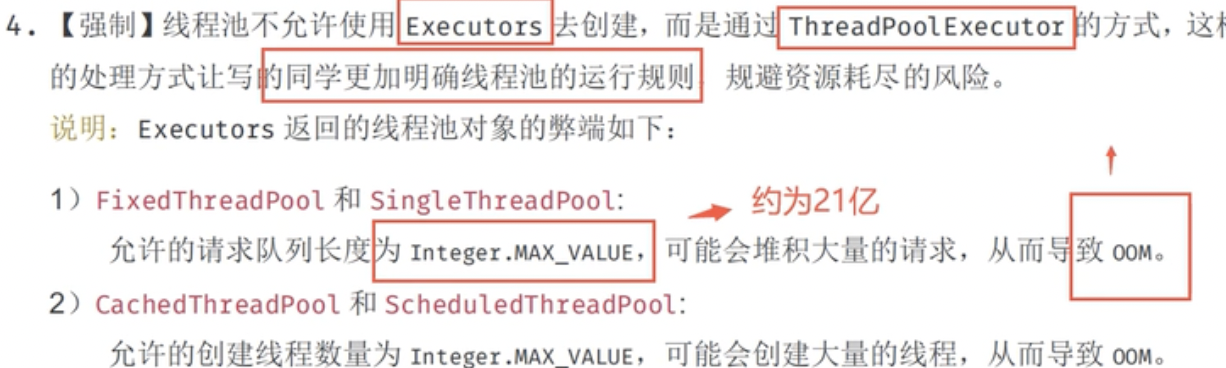 4. 【强制】线程池不允许使用 Executors 去创建，而是通过 ThreadPoolExecutor 的方式，这样
的处理方式让写的同学更加明确线程池的运行规则，规避资源耗尽的风险。
说明：Executors 返回的线程池对象的弊端如下：
1）FixedThreadPool 和 SingleThreadPool:
约为21亿
允许的请求队列长度为 Integer.MAX_VALUE，可能会堆积大量的请求，从而导致 OOM。
2）CachedThreadPool 和 ScheduledThreadPool:
允许的创建线程数量为 Integer.MAX_VALUE，可能会创建大量的线程，从而导致 OOM。